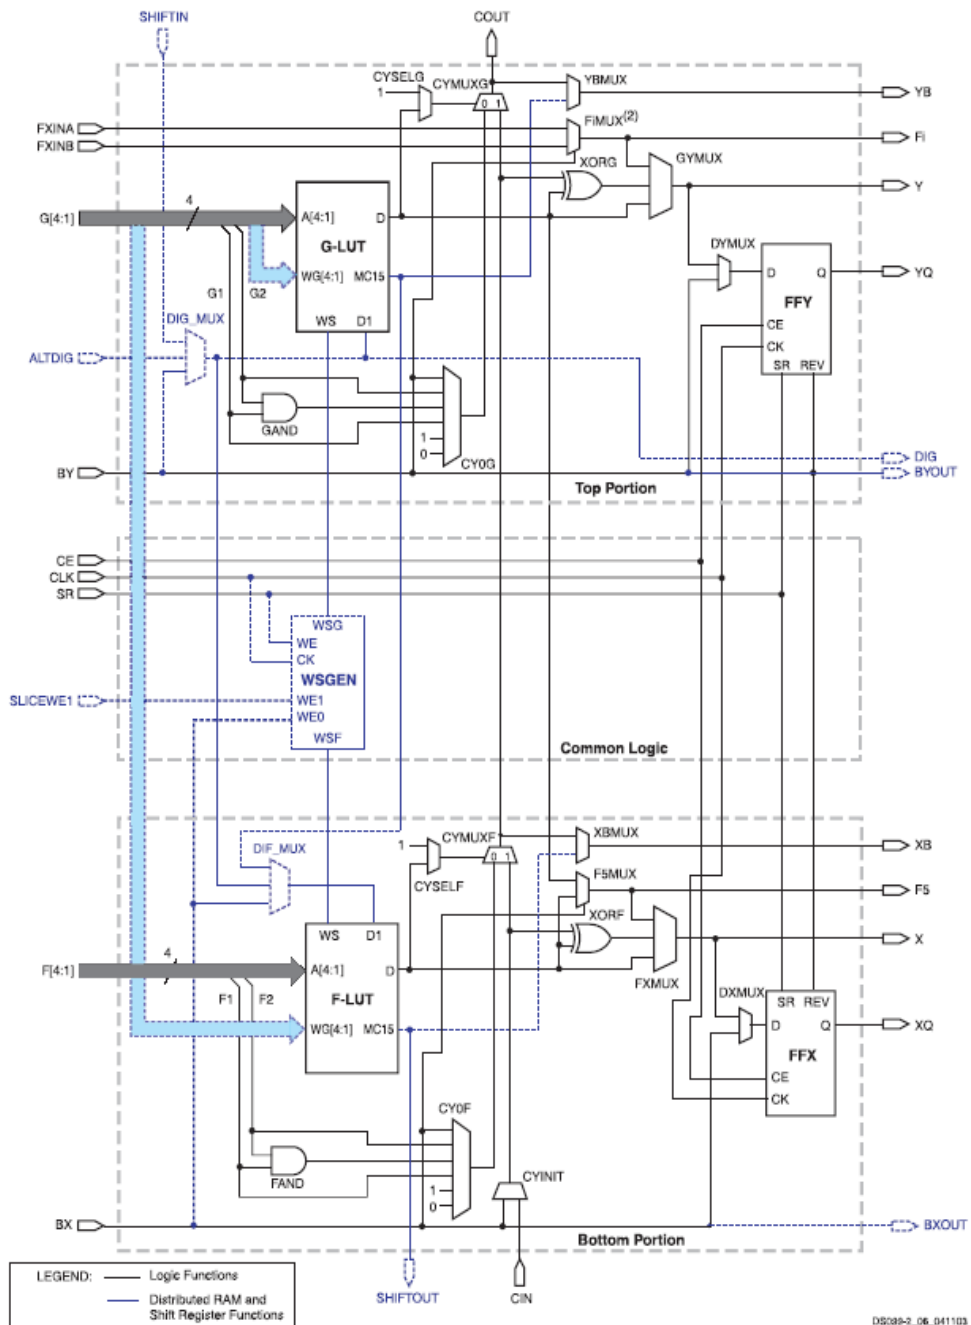 SHIFTIN
COUT
CYSELG
CYMUXG
YBMUX
1
0 1
YB
FXINA
FXINB
FiMUX(2)
Fi
XORG
GYMUX
Y
G[4:1]
4
A[4:1]
D
G-LUT
WG[4:1]
MC15
WS
D1
G1
G2
DYMUX
D
Q
YQ
FFY
CE
CK
SR
REV
DIG_MUX
ALTDIG
GAND
1
0
CY0G
BY
DIG
BYOUT
Top Portion
CE
CLK
SR
WSG
WE
CK
WSGEN
SLICEWE1
WE1
WE0
WSF
Common Logic
DIF_MUX
1
CYMUXF
0 1
CYSELF
XBMUX
XB
F5MUX
F5
XORF
X
FXMUX
WS
D1
F[4:1]
4
A[4:1]
D
F-LUT
F1
F2
WG[4:1]
MC15
DXMUX
SR
REV
D
Q
XQ
FFX
CE
CK
CY0F
FAND
1
0
CYINIT
BX
BXOUT
Bottom Portion
SHIFTOUT
CIN
LEGEND:
Logic Functions
Distributed RAM and
Shift Register Functions
DS099-2_06_041103